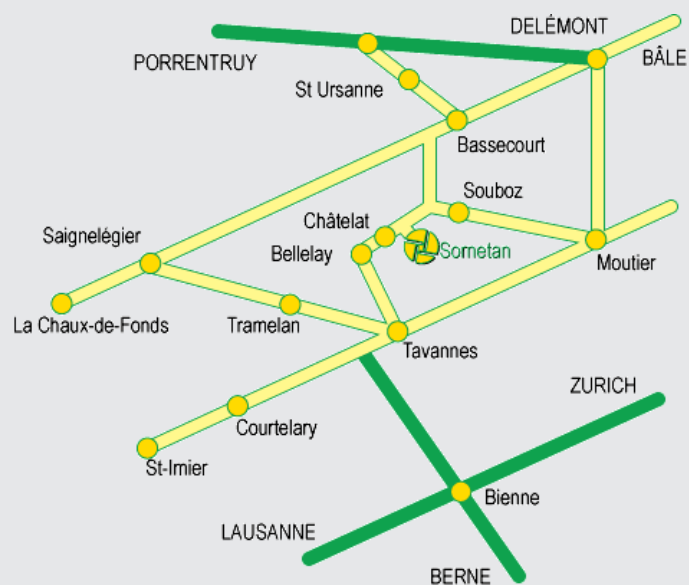 DELÉMONT
BÂLE
PORRENTRUY
St Ursanne
Bassecourt
Souboz
Châtelat
Saignelégier
Bellelay
Sornetan
Moutier
La Chaux-de-Fonds
Tramelan
Tavannes
ZURICH
Courtelary
St-Imier
Bienne
LAUSANNE
BERNE